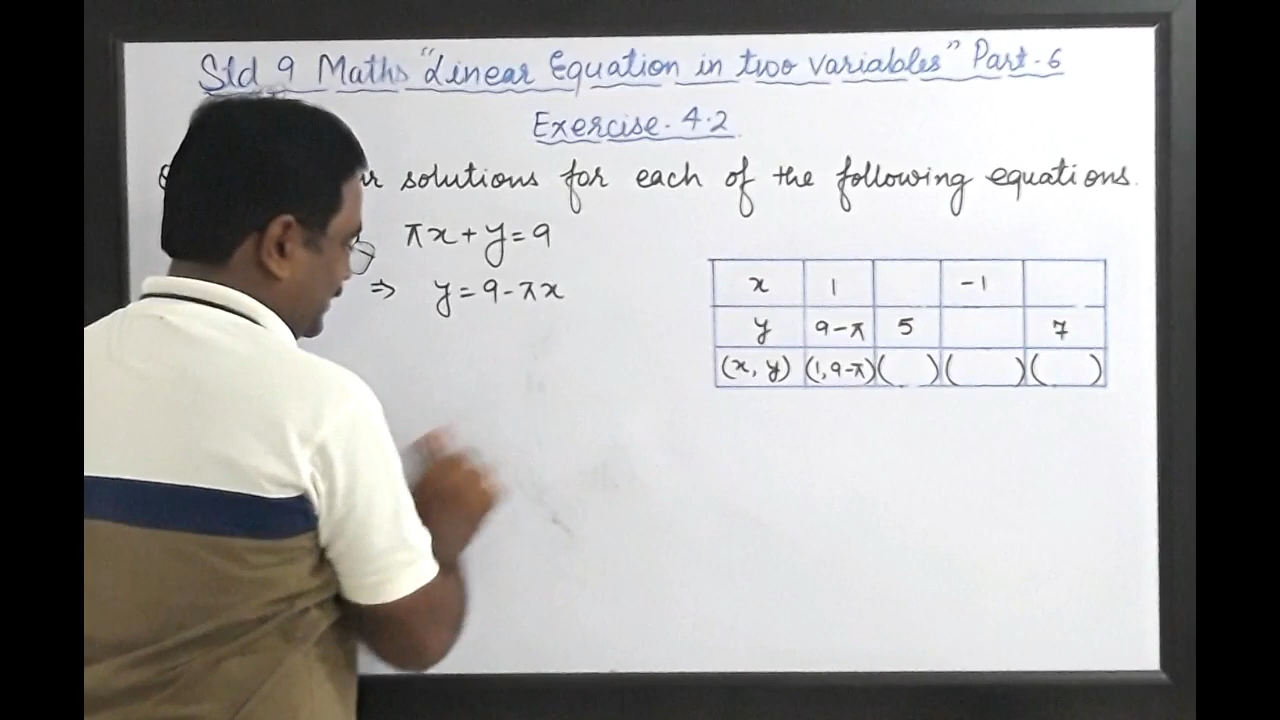 Std 9 Maths "Linear Equation in two variables" Part-6
Exercise-4.2
solutions for each of the following equations.
πx+y=9
⇒ y=9-πx
x 1 -1
y 9-π 5 7
(x, y) (1,9-π) ( ) ( ) ( )